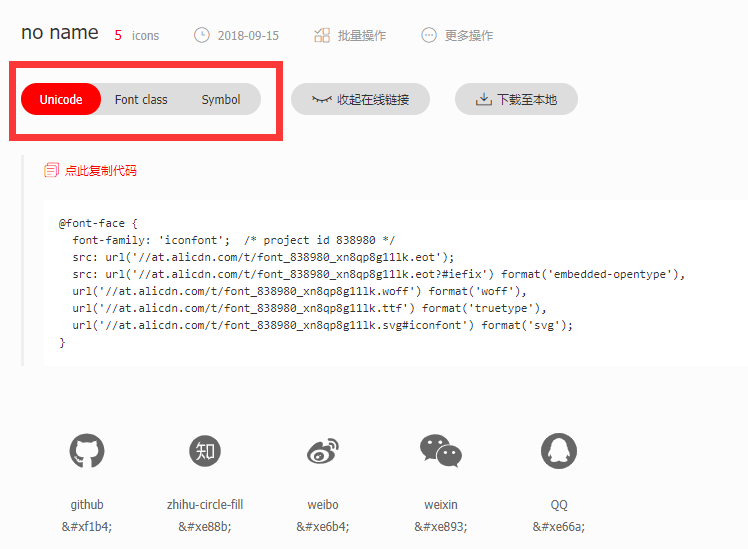 no name 5 icons 2018-09-15 批量操作 更多操作
Unicode Font class Symbol 收起在线链接 下载至本地
点此复制代码
@font-face {
font-family: 'iconfont'; /* project id 838980 */
src: url('//at.alicdn.com/t/font_838980_xn8qp8g1llk.eot');
src: url('//at.alicdn.com/t/font_838980_xn8qp8g1llk.eot?#iefix') format('embedded-opentype'),
url('//at.alicdn.com/t/font_838980_xn8qp8g1llk.woff') format('woff'),
url('//at.alicdn.com/t/font_838980_xn8qp8g1llk.ttf') format('truetype'),
url('//at.alicdn.com/t/font_838980_xn8qp8g1llk.svg#iconfont') format('svg');
}
知
github zhihu-circle-fill weibo weixin QQ
&#xf1b4; &#xe88b; &#xe6b4; &#xe893; &#xe66a;